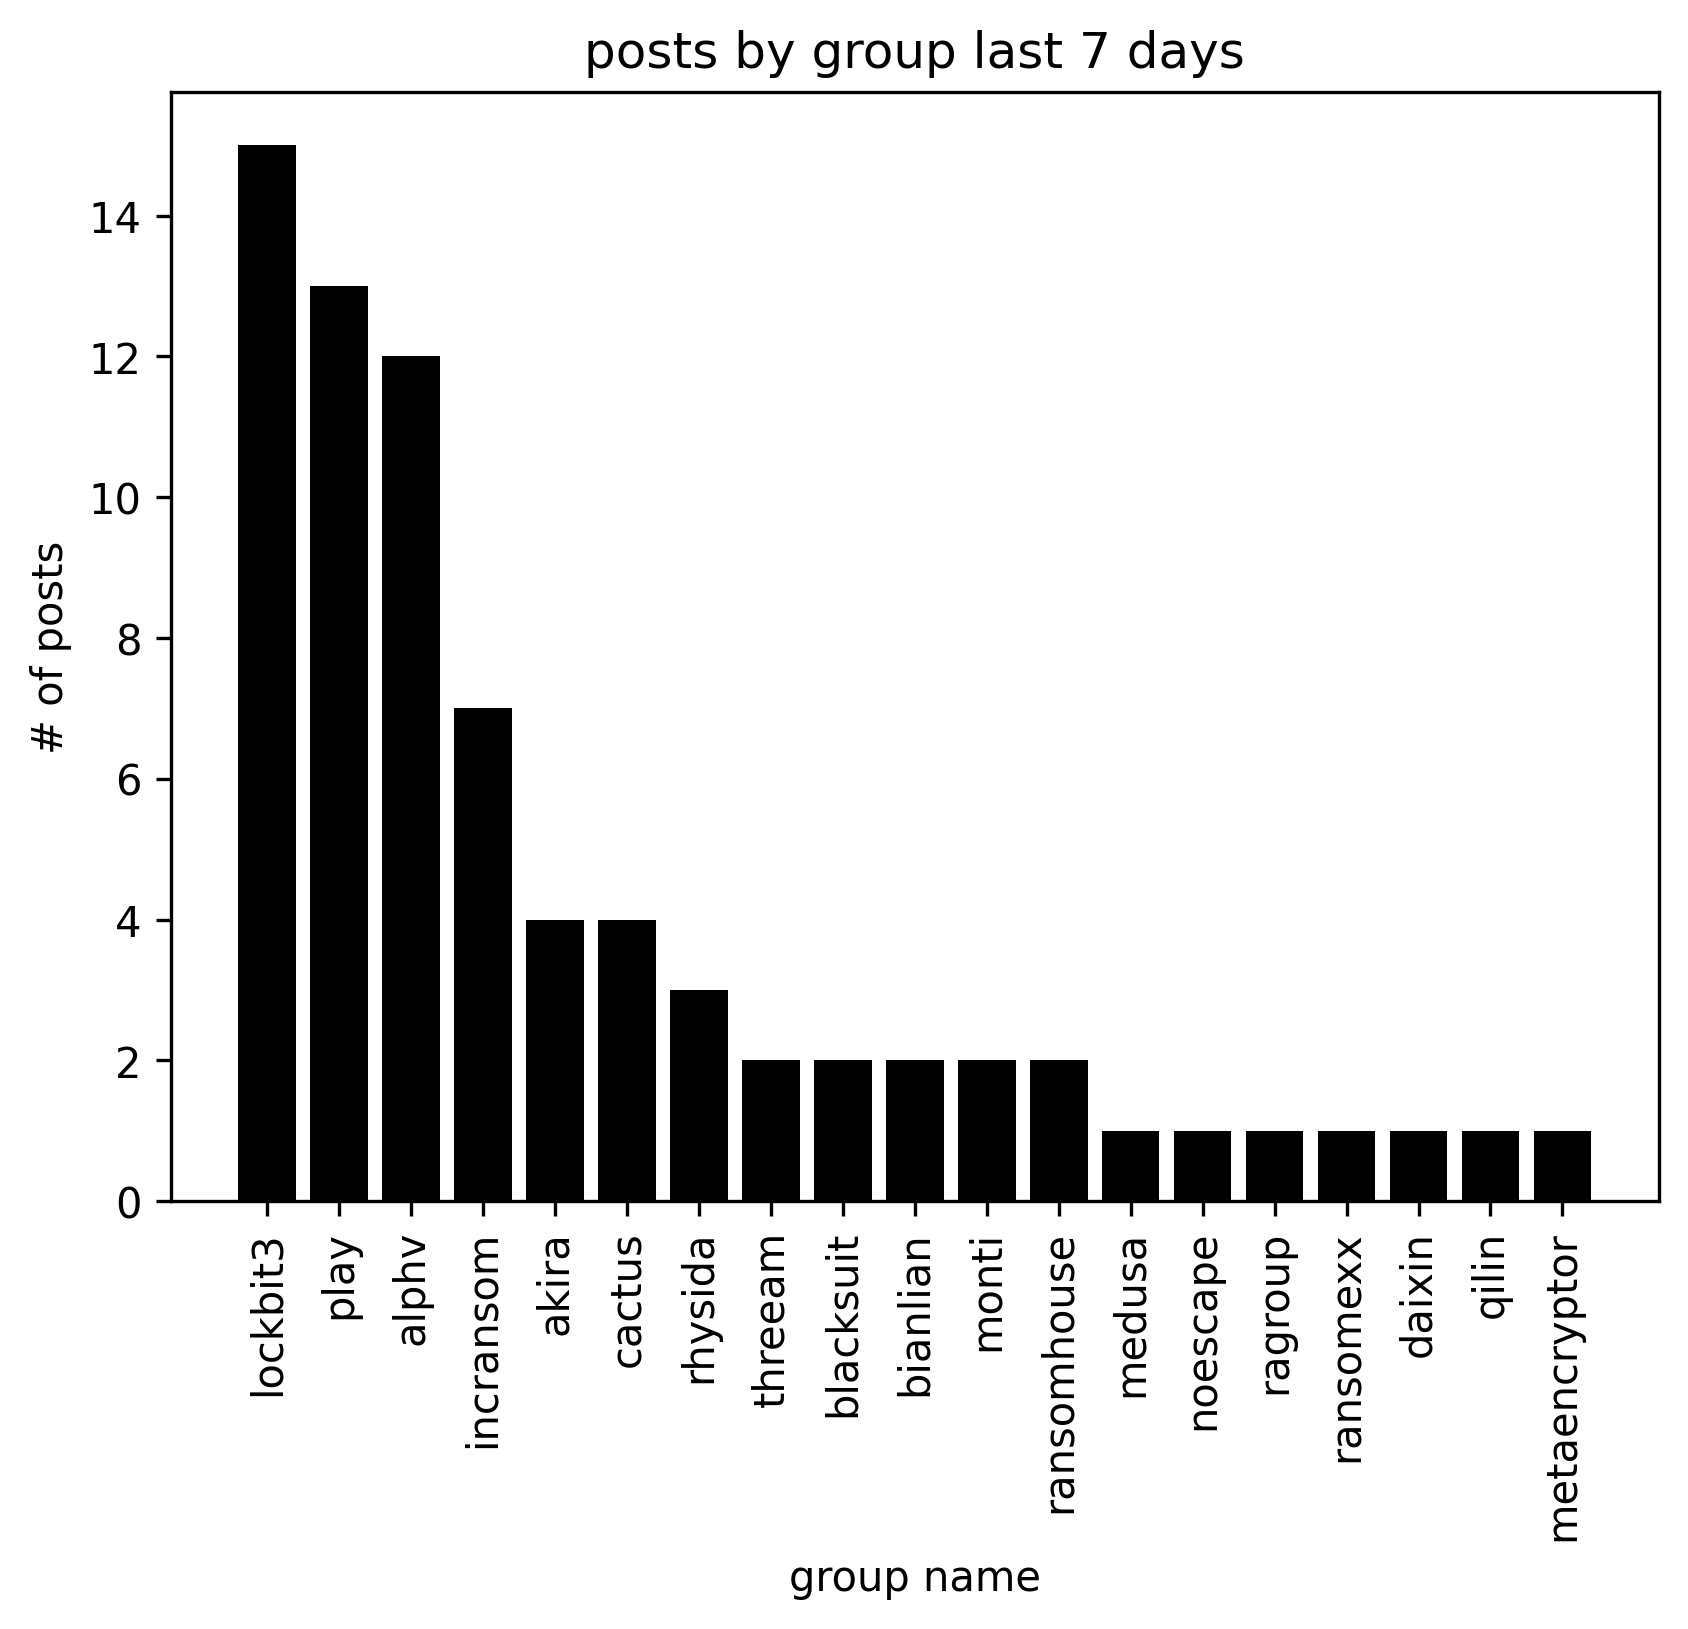 posts by group last 7 days
14
12
10
8
6
4
2
0
# of posts
lockbit3
play
alphv
incransom
akira
cactus
rhysida
threeam
blacksuit
bianlian
monti
ransomhouse
medusa
noescape
ragroup
ransomexx
daixin
qilin
metaencryptor
group name